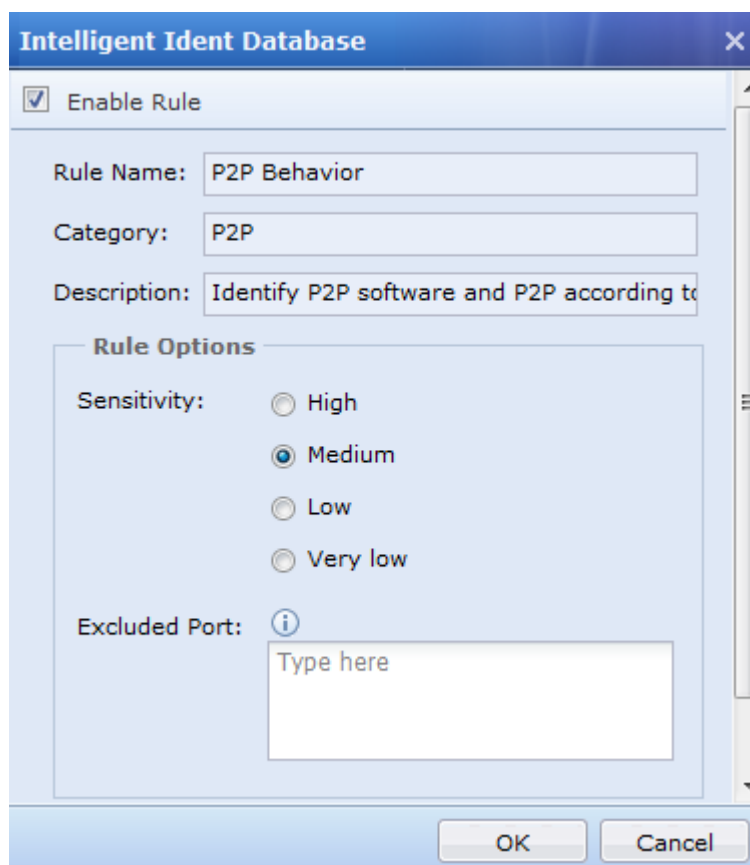 Intelligent Ident Database
Enable Rule
Rule Name: P2P Behavior
Category: P2P
Description: Identify P2P software and P2P according to
Rule Options
Sensitivity: High
Medium
Low
Very low
Excluded Port:
Type here
OK Cancel